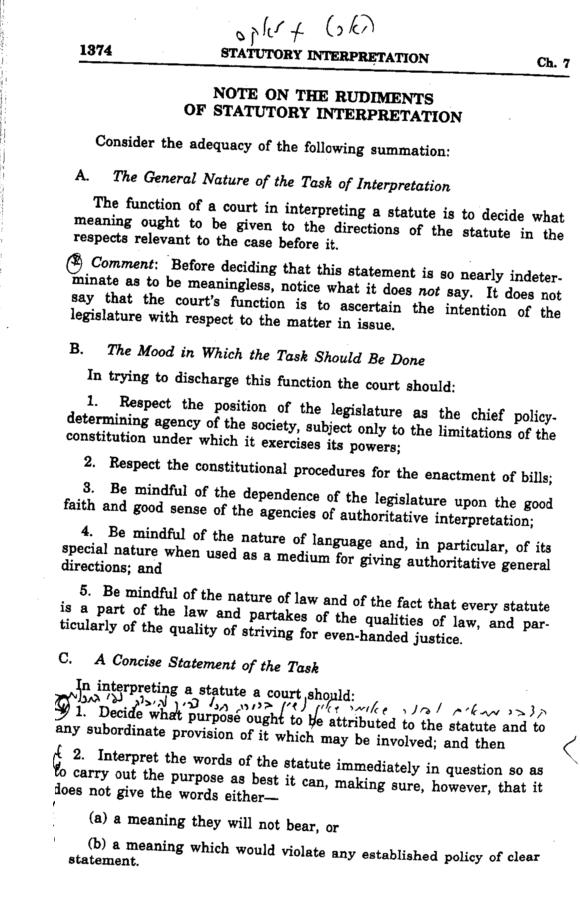 1374
STATUTORY INTERPRETATION
Ch. 7
NOTE ON THE RUDIMENTS
OF STATUTORY INTERPRETATION
Consider the adequacy of the following summation:
A. The General Nature of the Task of Interpretation
The function of a court in interpreting a statute is to decide what
meaning ought to be given to the directions of the statute in the
respects relevant to the case before it.
Comment: Before deciding that this statement is so nearly indeter-
minate as to be meaningless, notice what it does not say. It does not
say that the court's function is to ascertain the intention of the
legislature with respect to the matter in issue.
B. The Mood in Which the Task Should Be Done
In trying to discharge this function the court should:
1. Respect the position of the legislature as the chief policy-
determining agency of the society, subject only to the limitations of the
constitution under which it exercises its powers;
2. Respect the constitutional procedures for the enactment of bills;
3. Be mindful of the dependence of the legislature upon the good
faith and good sense of the agencies of authoritative interpretation;
4. Be mindful of the nature of language and, in particular, of its
special nature when used as a medium for giving authoritative general
directions; and
5. Be mindful of the nature of law and of the fact that every statute
is a part of the law and partakes of the qualities of law, and par-
ticularly of the quality of striving for even-handed justice.
C. A Concise Statement of the Task
In interpreting a statute a court should:
1. Decide what purpose ought to be attributed to the statute and to
any subordinate provision of it which may be involved; and then
2. Interpret the words of the statute immediately in question so as
to carry out the purpose as best it can, making sure, however, that it
does not give the words either—
(a) a meaning they will not bear, or
(b) a meaning which would violate any established policy of clear
statement.